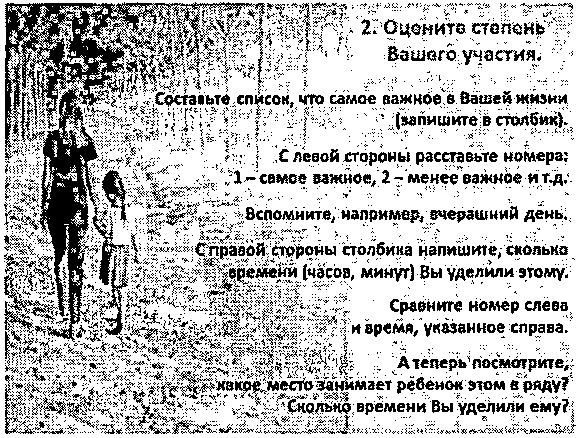 2. Оцените степень
Вашего участия.
Составьте список, что самое важное в Вашей жизни
(запишите в столбик).
С левой стороны расставьте номера:
1 – самое важное, 2 – менее важное и т.д.
Вспомните, например, вчерашний день.
С правой стороны столбика напишите, сколько
времени (часов, минут) Вы уделили этому.
Сравните номер слева
и время, указанное справа.
А теперь посмотрите,
какое место занимает ребенок этом в ряду?
Сколько времени Вы уделили ему?